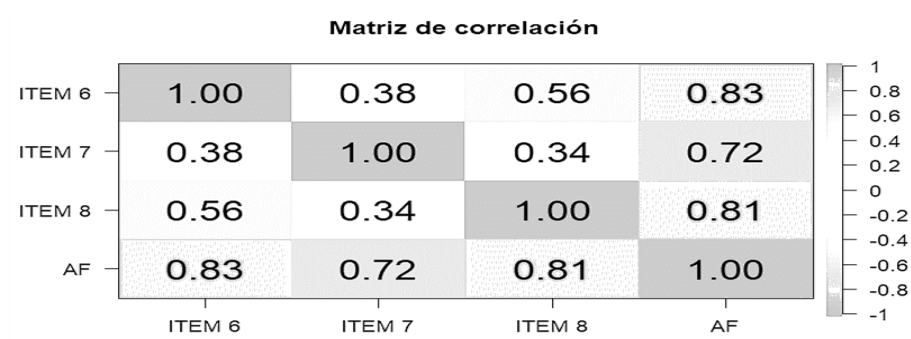 Matriz de correlación
ITEM 6 1.00 0.38 0.56 0.83
ITEM 7 0.38 1.00 0.34 0.72
ITEM 8 0.56 0.34 1.00 0.81
AF 0.83 0.72 0.81 1.00
ITEM 6 ITEM 7 ITEM 8 AF
1
0.8
0.6
0.4
0.2
0
-0.2
-0.4
-0.6
-0.8
-1